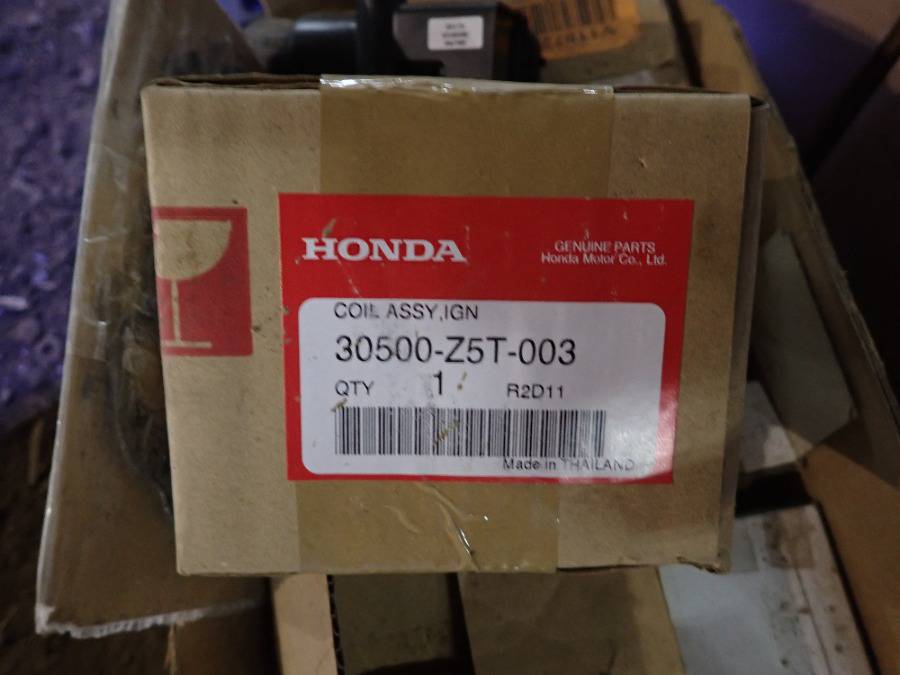 HONDA
GENUINE PARTS
Honda Motor Co., Ltd.
COIL ASSY,IGN
30500-Z5T-003
QTY 1 R2D11
Made in THAILAND